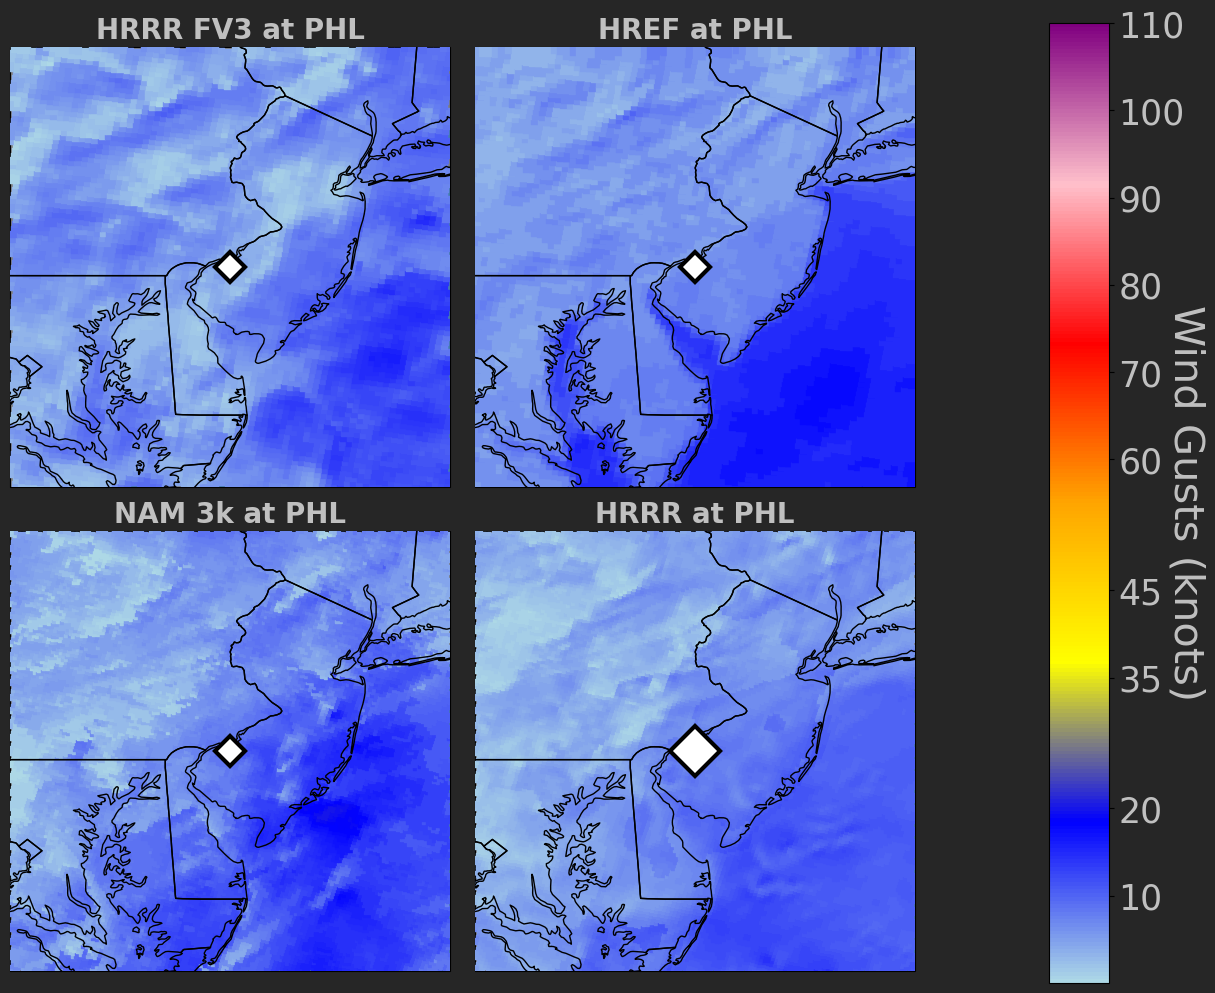 HRRR FV3 at PHL
HREF at PHL
NAM 3k at PHL
HRRR at PHL
110
100
90
80
70
60
45
35
20
10
Wind Gusts (knots)